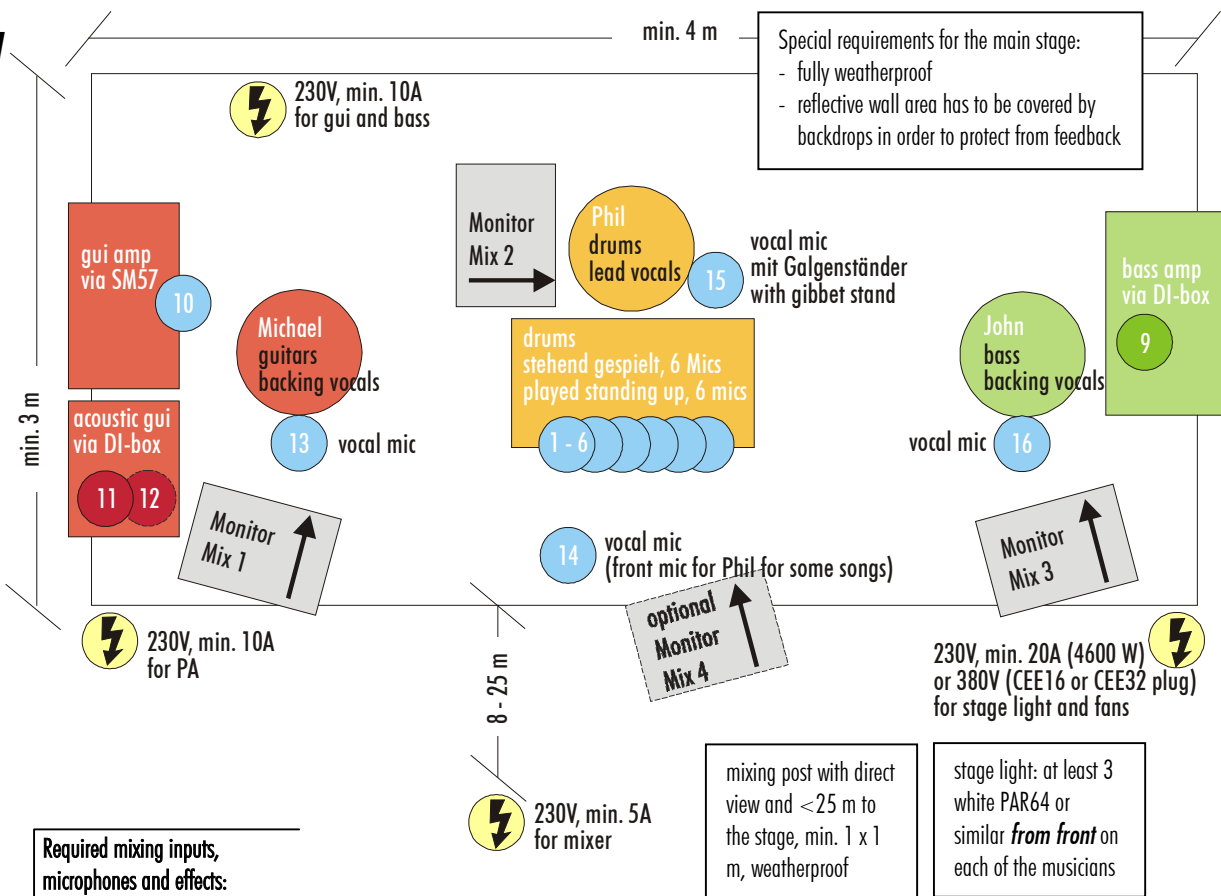 min. 4 m
Special requirements for the main stage:
- fully weatherproof
- reflective wall area has to be covered by
backdrops in order to protect from feedback
230V, min. 10A
for gui and bass
min. 3 m
gui amp
via SM57
10
Michael
guitars
backing vocals
13
vocal mic
acoustic gui
via DI-box
11
12
Monitor
Mix 1
Monitor
Mix 2
Phil
drums
lead vocals
15
vocal mic
mit Galgenständer
with gibbet stand
drums
stehend gespielt, 6 Mics
played standing up, 6 mics
1 - 6
14
vocal mic
(front mic for Phil for some songs)
optional
Monitor
Mix 4
John
bass
backing vocals
vocal mic
16
bass amp
via DI-box
9
Monitor
Mix 3
230V, min. 10A
for PA
8 - 25 m
230V, min. 20A (4600 W)
or 380V (CEE16 or CEE32 plug)
for stage light and fans
230V, min. 5A
for mixer
mixing post with direct
view and <25 m to
the stage, min. 1 x 1
m, weatherproof
stage light: at least 3
white PAR64 or
similar from front on
each of the musicians
Required mixing inputs,
microphones and effects: